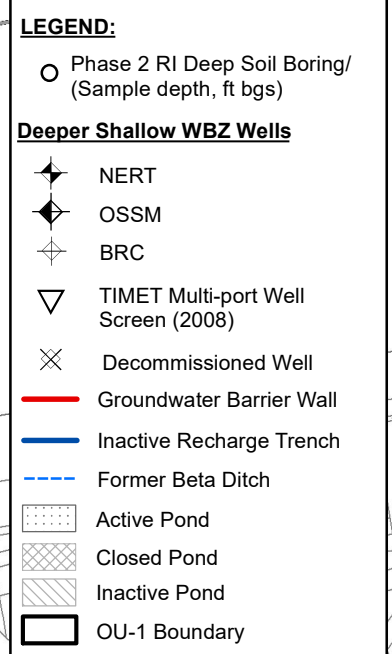 LEGEND:
Phase 2 RI Deep Soil Boring/
(Sample depth, ft bgs)
Deeper Shallow WBZ Wells
NERT
OSSM
BRC
TIMET Multi-port Well
Screen (2008)
Decommissioned Well
Groundwater Barrier Wall
Inactive Recharge Trench
Former Beta Ditch
Active Pond
Closed Pond
Inactive Pond
OU-1 Boundary